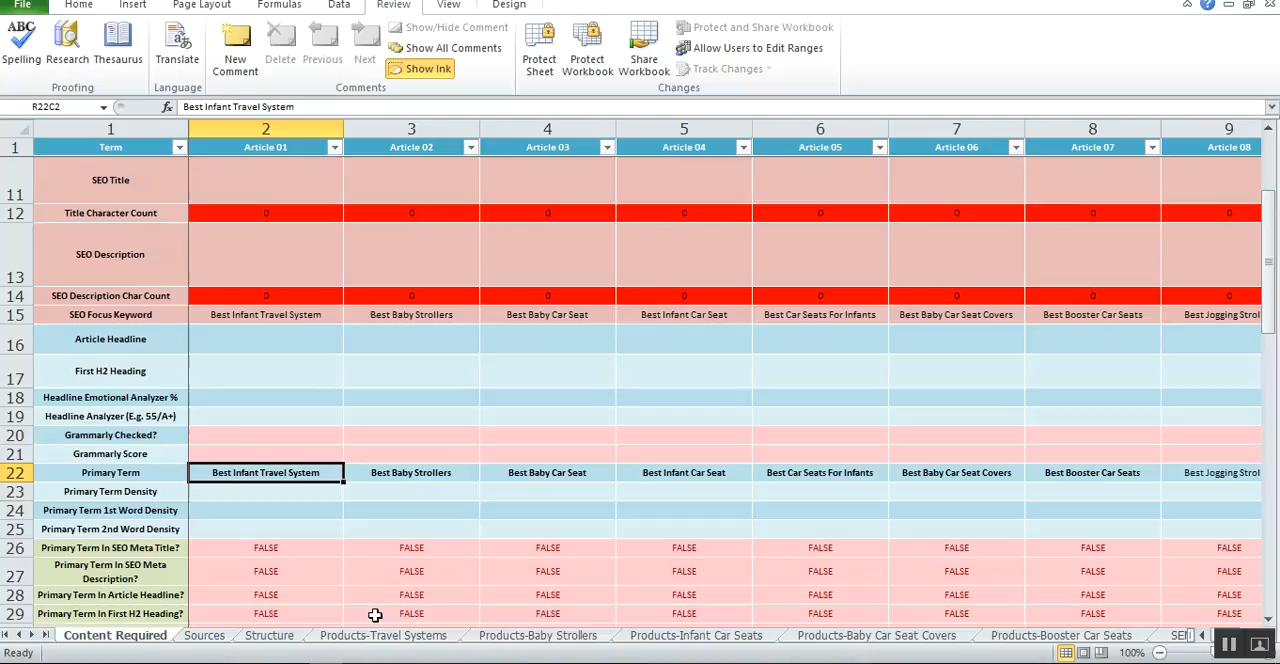 File Home Insert Page Layout Formulas Data Review View Design
ABC Show/Hide Comment Protect and Share Workbook
Show All Comments Allow Users to Edit Ranges
Spelling Research Thesaurus Translate New Comment Delete Previous Next Show Ink Protect Sheet Protect Workbook Share Workbook Track Changes
Proofing Language Comments Changes
R22C2 fx Best Infant Travel System
1 2 3 4 5 6 7 8 9
1 Term Article 01 Article 02 Article 03 Article 04 Article 05 Article 06 Article 07 Article 08
11 SEO Title
12 Title Character Count 0 0 0 0 0 0 0 0
13 SEO Description
14 SEO Description Char Count 0 0 0 0 0 0 0 0
15 SEO Focus Keyword Best Infant Travel System Best Baby Strollers Best Baby Car Seat Best Infant Car Seat Best Car Seats For Infants Best Baby Car Seat Covers Best Booster Car Seats Best Jogging Strol
16 Article Headline
17 First H2 Heading
18 Headline Emotional Analyzer %
19 Headline Analyzer (E.g. 55/A+)
20 Grammarly Checked?
21 Grammarly Score
22 Primary Term Best Infant Travel System Best Baby Strollers Best Baby Car Seat Best Infant Car Seat Best Car Seats For Infants Best Baby Car Seat Covers Best Booster Car Seats Best Jogging Strol
23 Primary Term Density
24 Primary Term 1st Word Density
25 Primary Term 2nd Word Density
26 Primary Term In SEO Meta Title? FALSE FALSE FALSE FALSE FALSE FALSE FALSE FALSE
27 Primary Term In SEO Meta Description? FALSE FALSE FALSE FALSE FALSE FALSE FALSE FALSE
28 Primary Term In Article Headline? FALSE FALSE FALSE FALSE FALSE FALSE FALSE FALSE
29 Primary Term In First H2 Heading? FALSE FALSE FALSE FALSE FALSE FALSE FALSE FALSE
Content Required Sources Structure Products-Travel Systems Products-Baby Strollers Products-Infant Car Seats Products-Baby Car Seat Covers Products-Booster Car Seats
Ready 100%